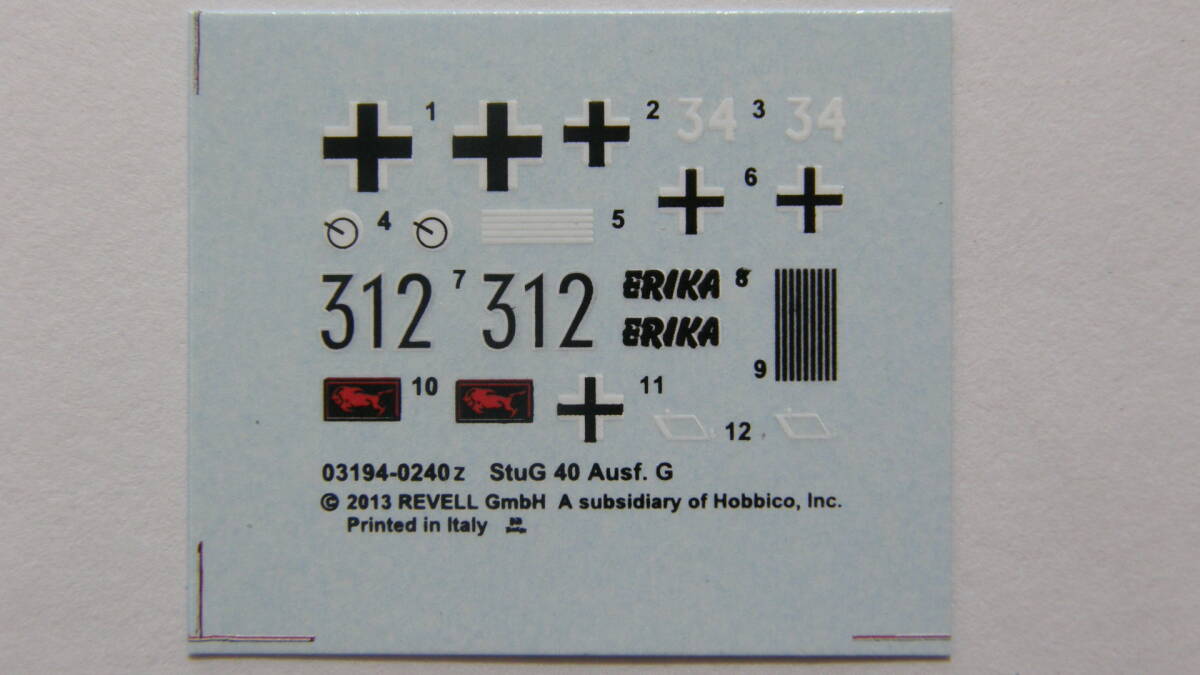 1 2 34 3 34
6
4 5
312 7 312 ERIKA 8
ERIKA
9
10 11
12
03194-0240 z StuG 40 Ausf. G
© 2013 REVELL GmbH A subsidiary of Hobbico, Inc.
Printed in Italy